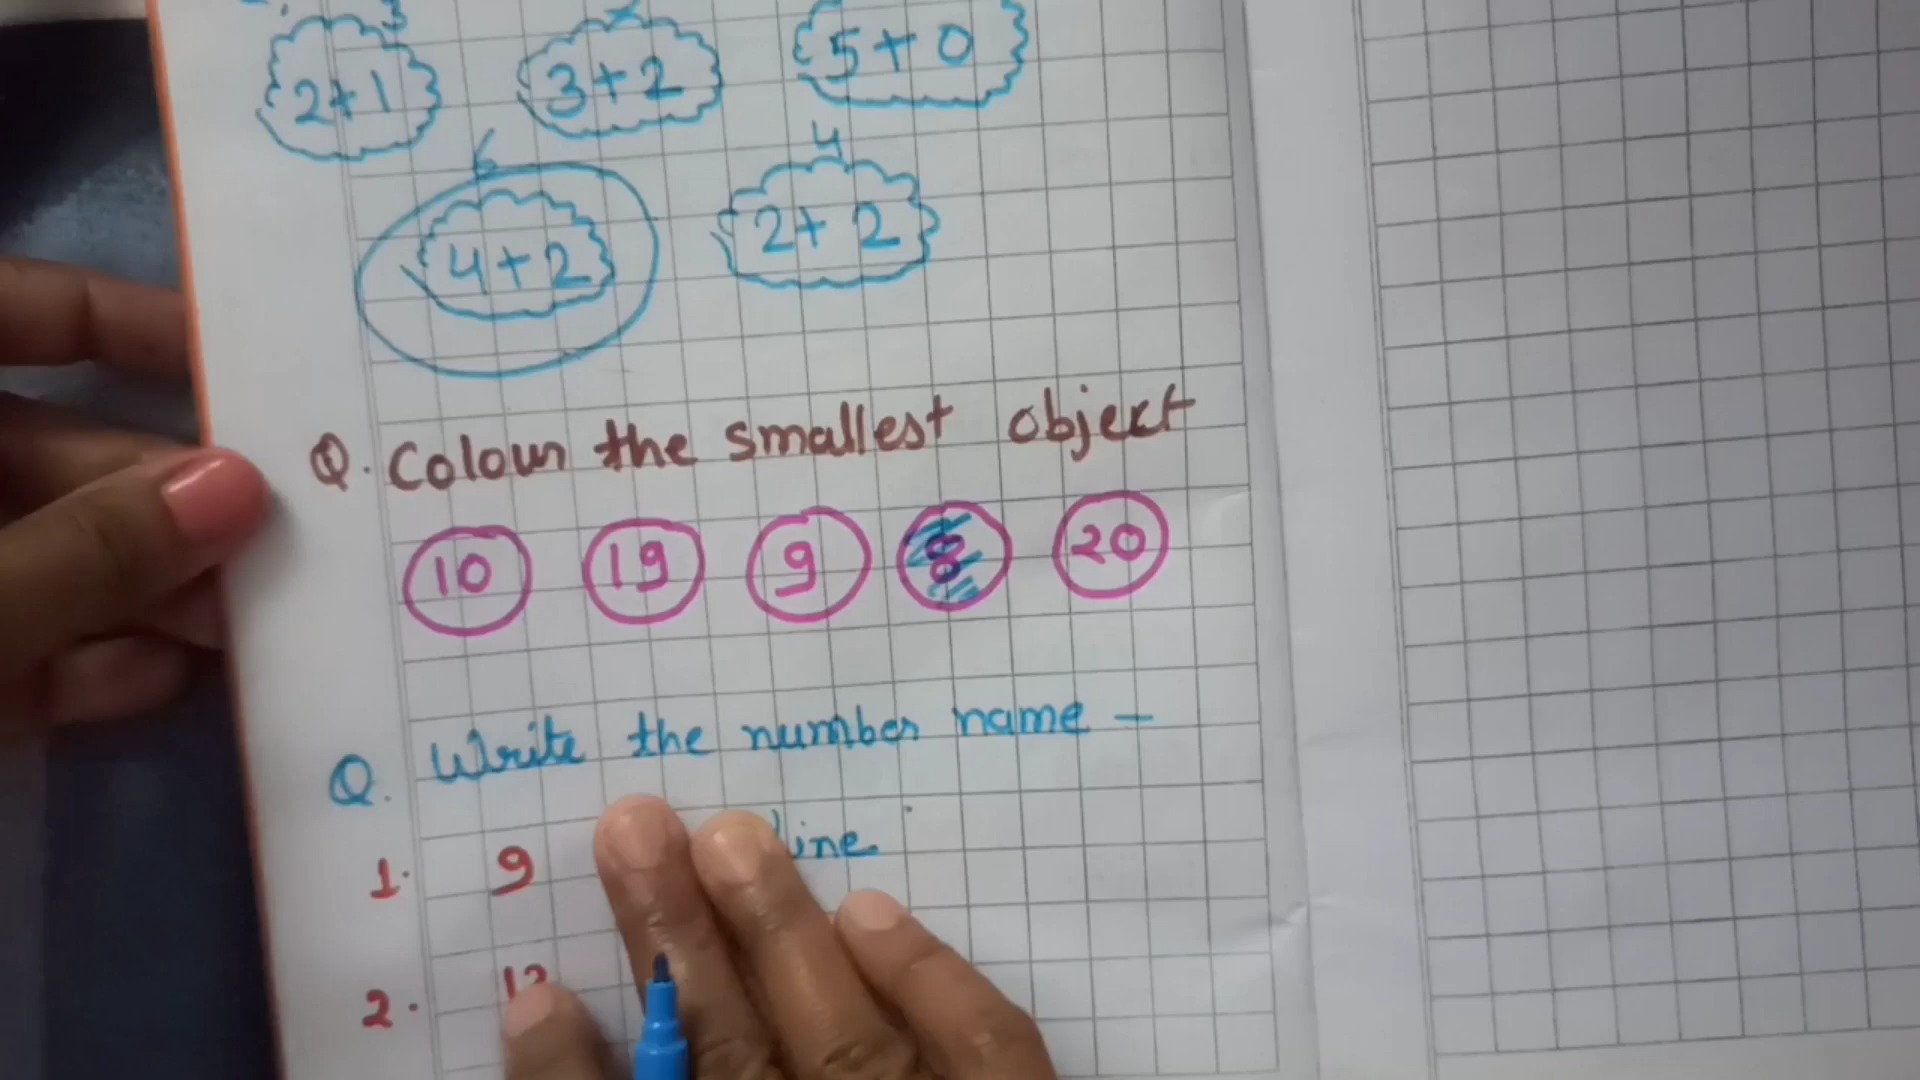 3
2+1 3+2 5+0
6 4
4+2 2+2
Q. Colour the smallest object
10 19 9 8 20
Q. Write the number name —
1. 9 line
2.